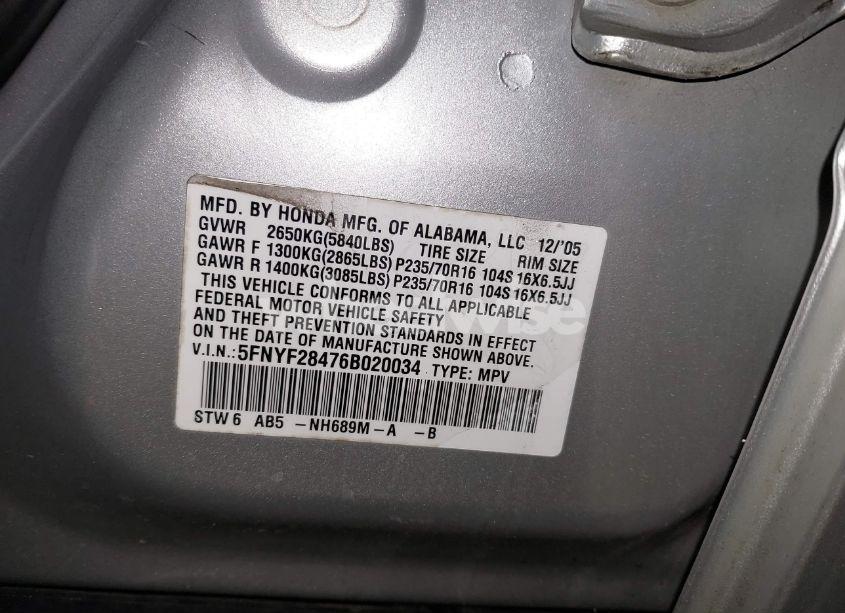 MFD. BY HONDA MFG. OF ALABAMA, LLC 12/'05
GVWR 2650KG(5840LBS) TIRE SIZE RIM SIZE
GAWR F 1300KG(2865LBS) P235/70R16 104S 16X6.5JJ
GAWR R 1400KG(3085LBS) P235/70R16 104S 16X6.5JJ
THIS VEHICLE CONFORMS TO ALL APPLICABLE
FEDERAL MOTOR VEHICLE SAFETY
AND THEFT PREVENTION STANDARDS IN EFFECT
ON THE DATE OF MANUFACTURE SHOWN ABOVE.
V.I.N.: 5FNYF28476B020034 TYPE: MPV
STW 6 AB5 -NH689M-A -B